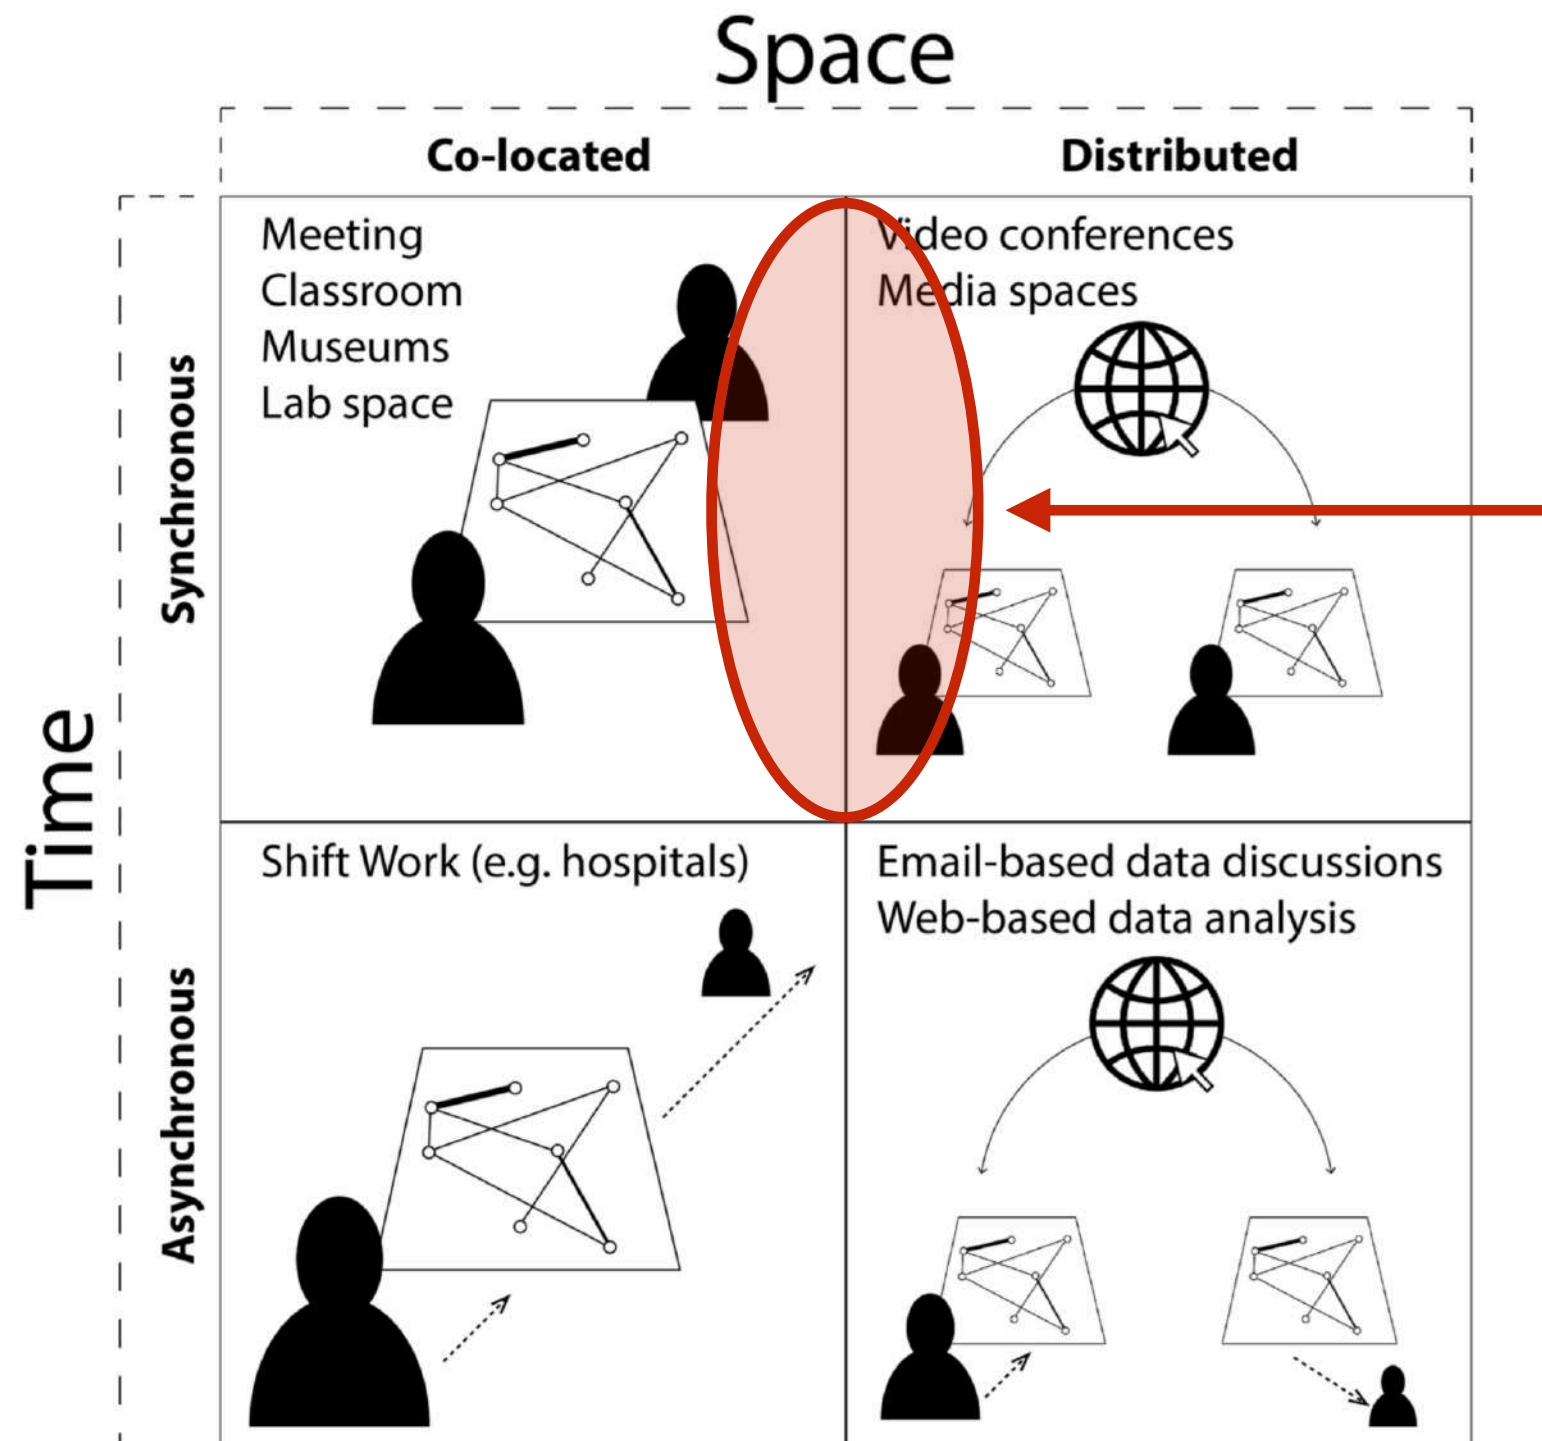 Space
Co-located
Distributed
Time
Synchronous
Meeting
Classroom
Museums
Lab space
Video conferences
Media spaces
Asynchronous
Shift Work (e.g. hospitals)
Email-based data discussions
Web-based data analysis